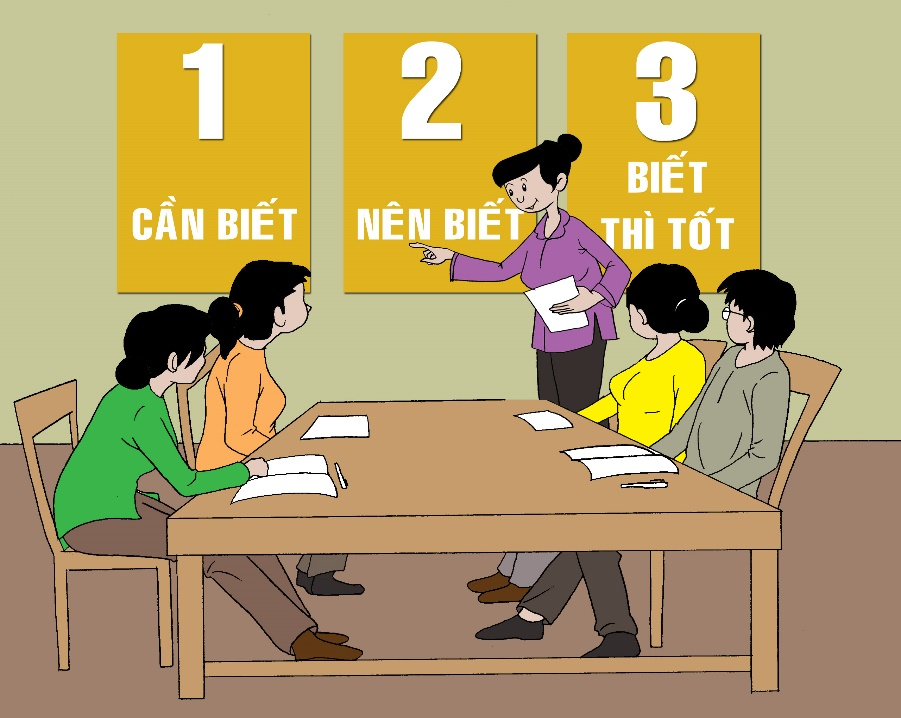 1
CẦN BIẾT
2
NÊN BIẾT
3
BIẾT
THÌ TỐT